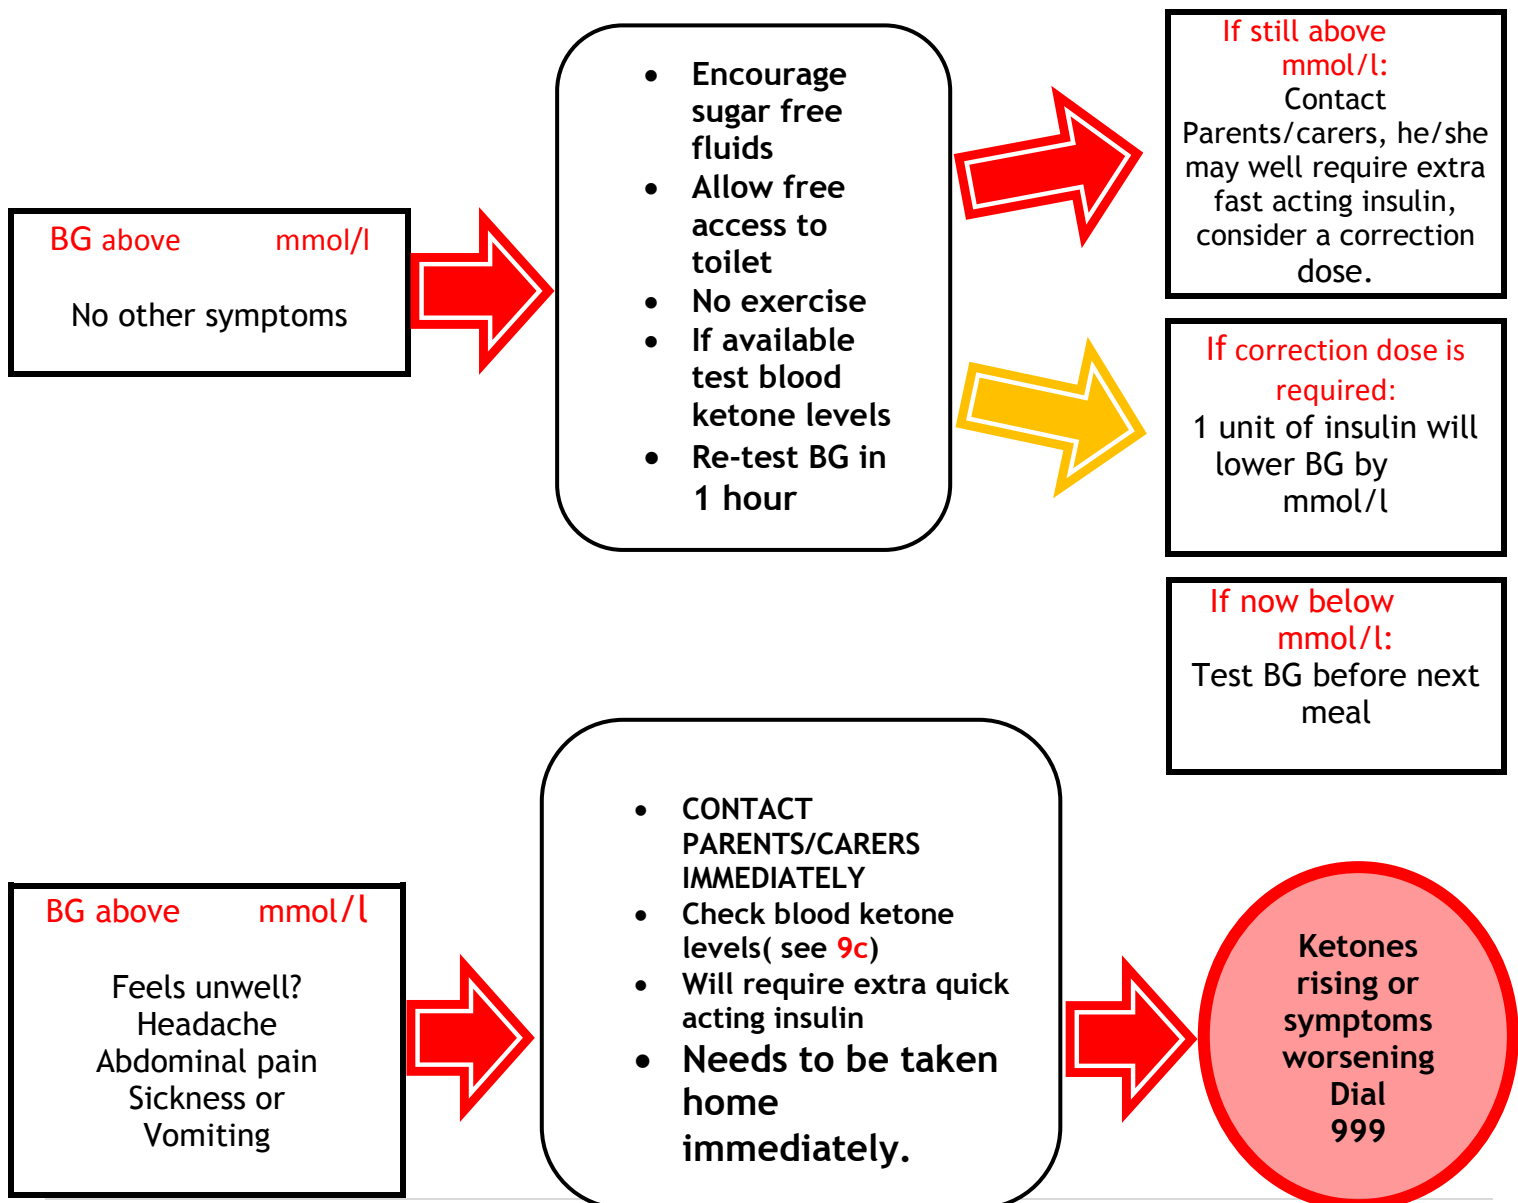 BG above mmol/l
No other symptoms
• Encourage
sugar free
fluids
• Allow free
access to
toilet
• No exercise
• If available
test blood
ketone levels
• Re-test BG in
1 hour
If still above
mmol/l:
Contact
Parents/carers, he/she
may well require extra
fast acting insulin,
consider a correction
dose.
If correction dose is
required:
1 unit of insulin will
lower BG by
mmol/l
If now below
mmol/l:
Test BG before next
meal
BG above mmol/l
Feels unwell?
Headache
Abdominal pain
Sickness or
Vomiting
• CONTACT
PARENTS/CARERS
IMMEDIATELY
• Check blood ketone
levels( see 9c)
• Will require extra quick
acting insulin
• Needs to be taken
home
immediately.
Ketones
rising or
symptoms
worsening
Dial
999